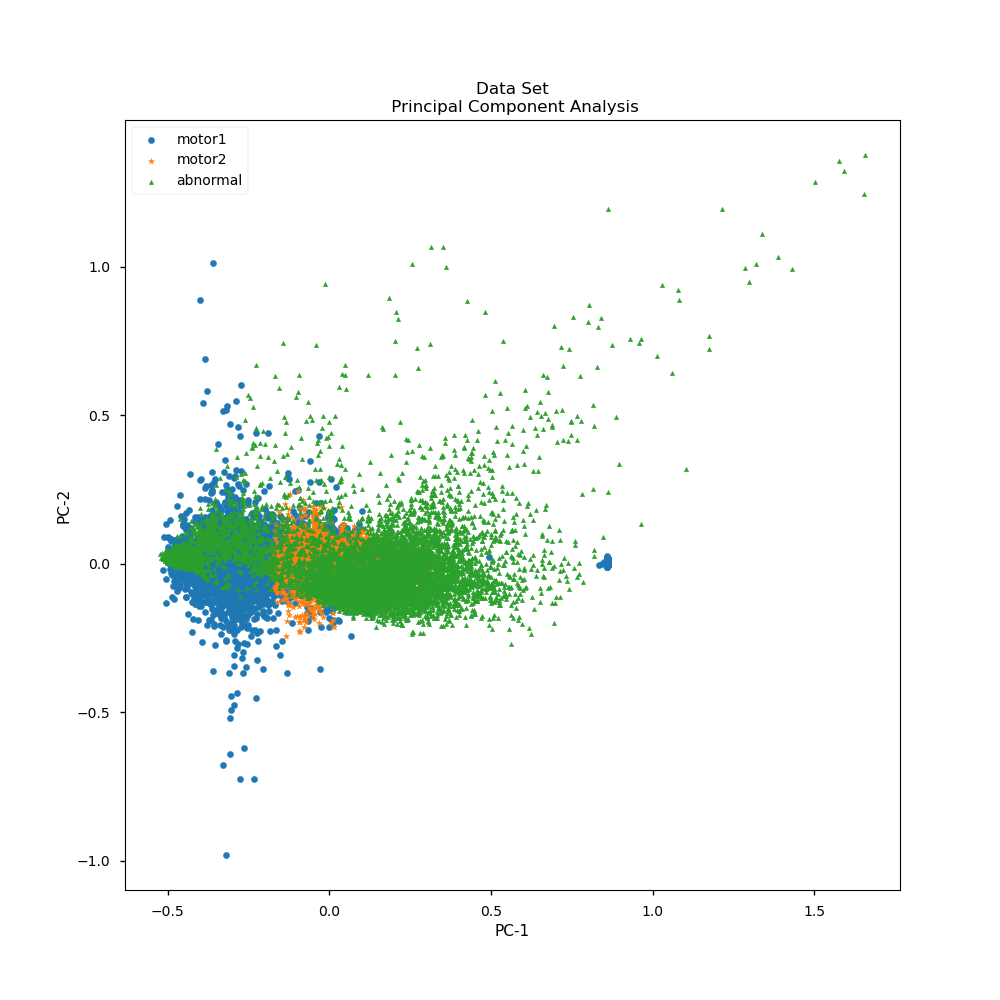 Data Set
Principal Component Analysis
motor1
motor2
abnormal
PC-2
1.0
0.5
0.0
−0.5
−1.0
−0.5
0.0
0.5
1.0
1.5
PC-1